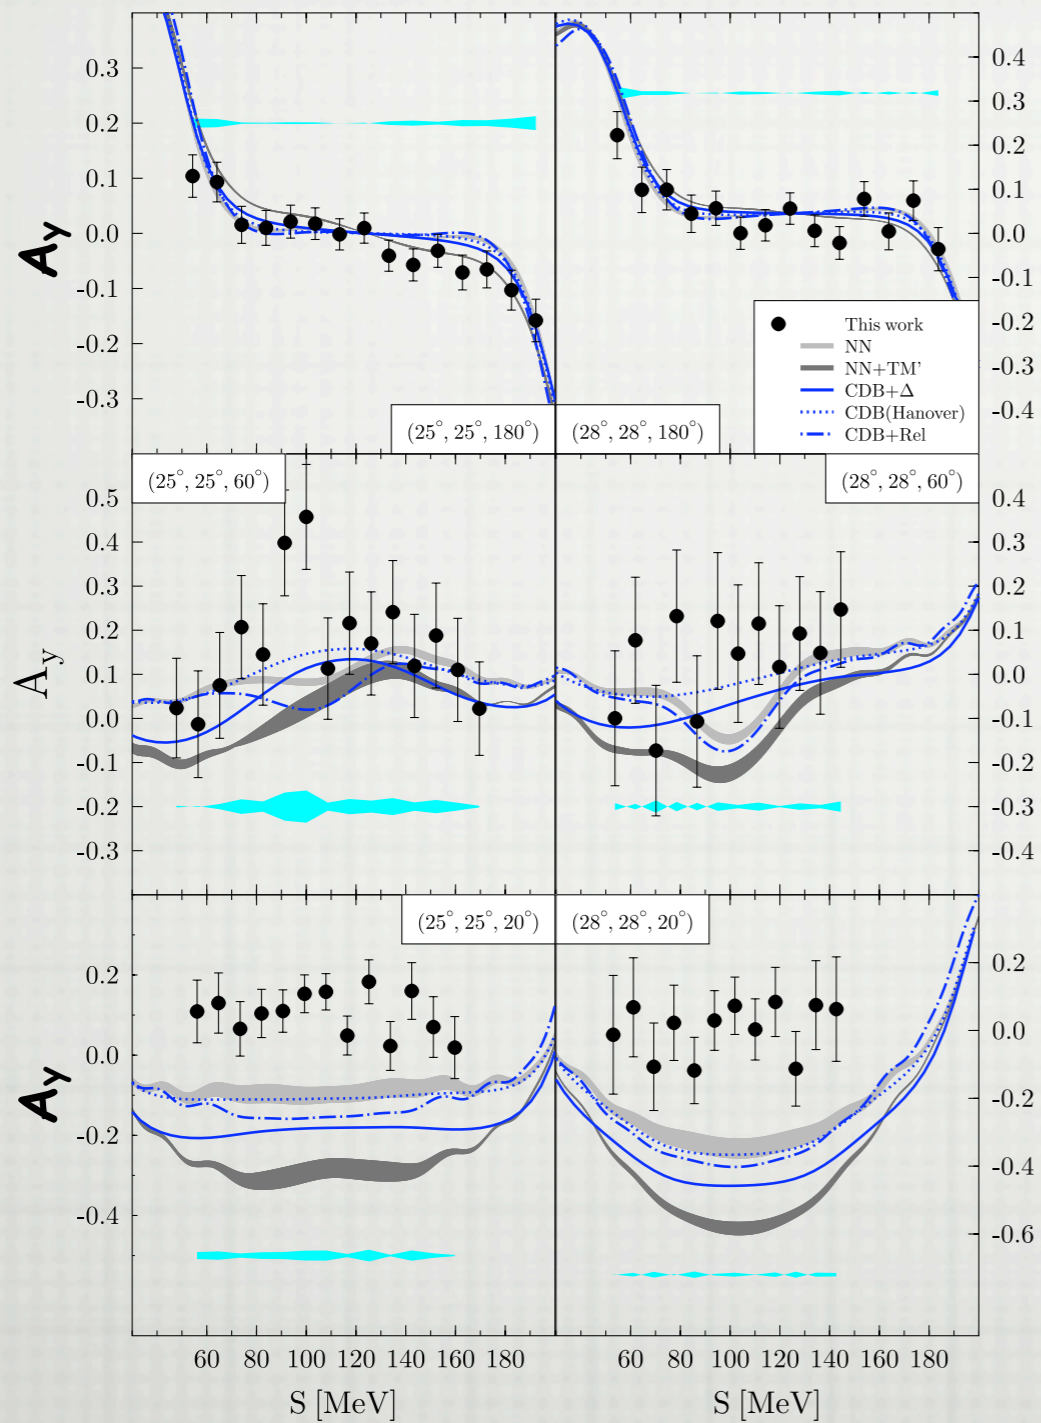 0.3
0.2
0.1
0.0
-0.1
-0.2
-0.3
Ay
0.4
0.3
0.2
0.1
0.0
-0.1
-0.2
-0.3
-0.4
This work
NN
NN+TM'
CDB+Δ
CDB(Hanover)
CDB+Rel
(25°, 25°, 180°)
(28°, 28°, 180°)
(25°, 25°, 60°)
(28°, 28°, 60°)
0.5
0.4
0.3
0.2
0.1
0.0
-0.1
-0.2
-0.3
Ay
0.4
0.3
0.2
0.1
0.0
-0.1
-0.2
-0.3
-0.4
(25°, 25°, 20°)
(28°, 28°, 20°)
0.2
0.0
-0.2
-0.4
Ay
0.2
0.0
-0.2
-0.4
-0.6
60 100 140 180
60 100 140 180
S [MeV]
S [MeV]